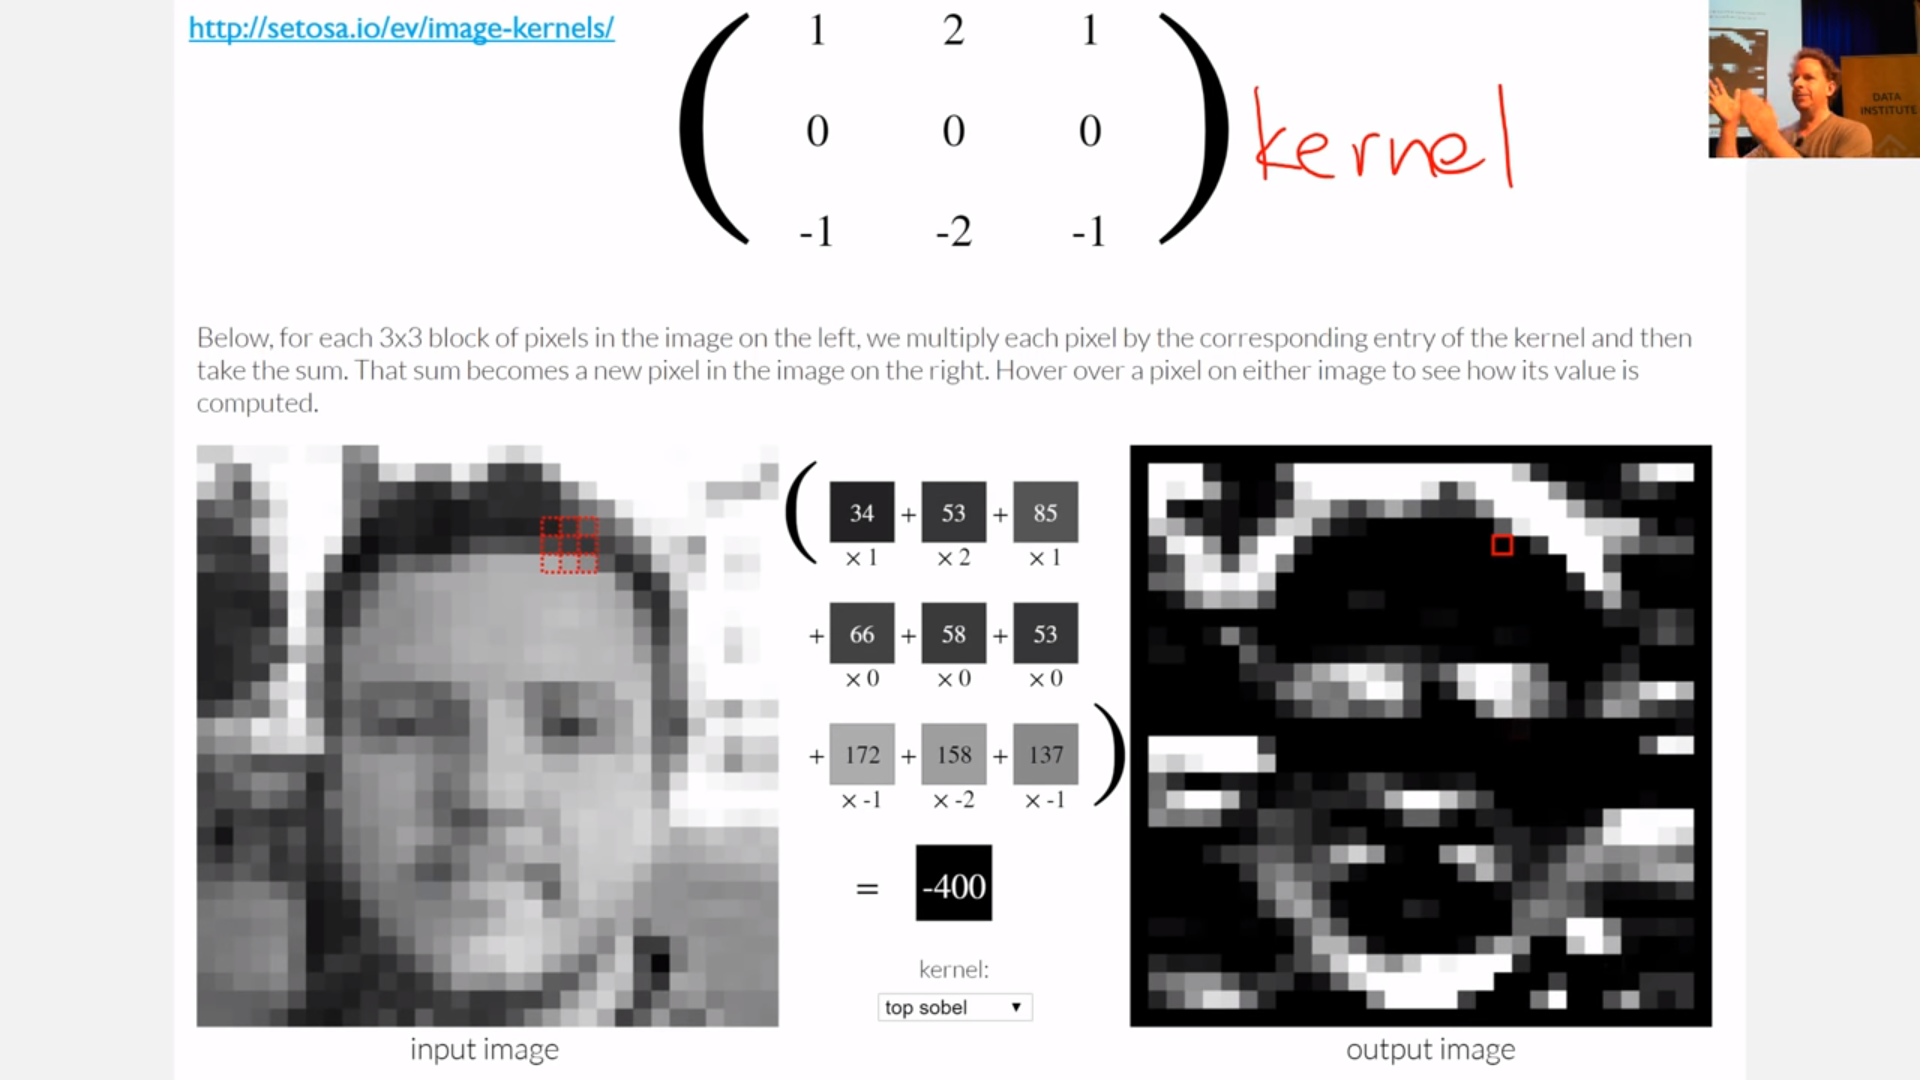 http://setosa.io/ev/image-kernels/
1 2 1
0 0 0
-1 -2 -1
kernel
DATA
INSTITUTE
Below, for each 3x3 block of pixels in the image on the left, we multiply each pixel by the corresponding entry of the kernel and then
take the sum. That sum becomes a new pixel in the image on the right. Hover over a pixel on either image to see how its value is
computed.
( 34 + 53 + 85
× 1 × 2 × 1
+ 66 + 58 + 53
× 0 × 0 × 0
+ 172 + 158 + 137 )
× -1 × -2 × -1
= -400
kernel:
top sobel ▼
input image
output image